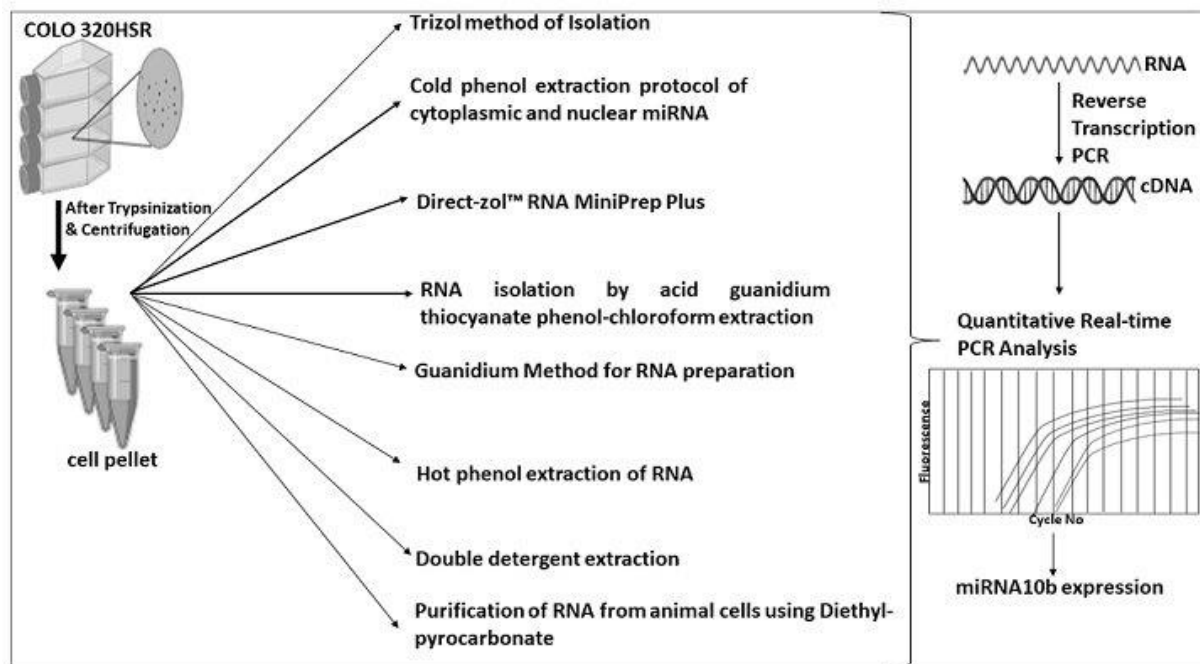 COLO 320HSR
After Trypsinization
& Centrifugation
cell pellet
Trizol method of Isolation
Cold phenol extraction protocol of
cytoplasmic and nuclear miRNA
Direct-zol™ RNA MiniPrep Plus
RNA isolation by acid guanidium
thiocyanate phenol-chloroform extraction
Guanidium Method for RNA preparation
Hot phenol extraction of RNA
Double detergent extraction
Purification of RNA from animal cells using Diethyl-
pyrocarbonate
RNA
Reverse
Transcription
PCR
cDNA
Quantitative Real-time
PCR Analysis
Fluorescence
Cycle No
miRNA10b expression